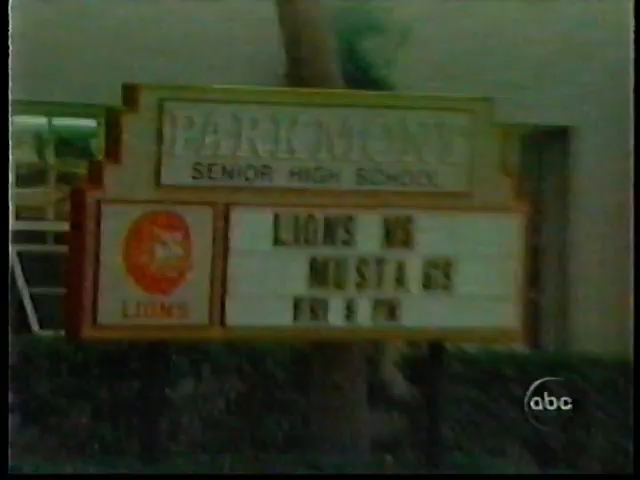 PARKMONT
SENIOR HIGH SCHOOL
LIONS
LIONS VS
MUSTA GS
FRI 8 PM
abc